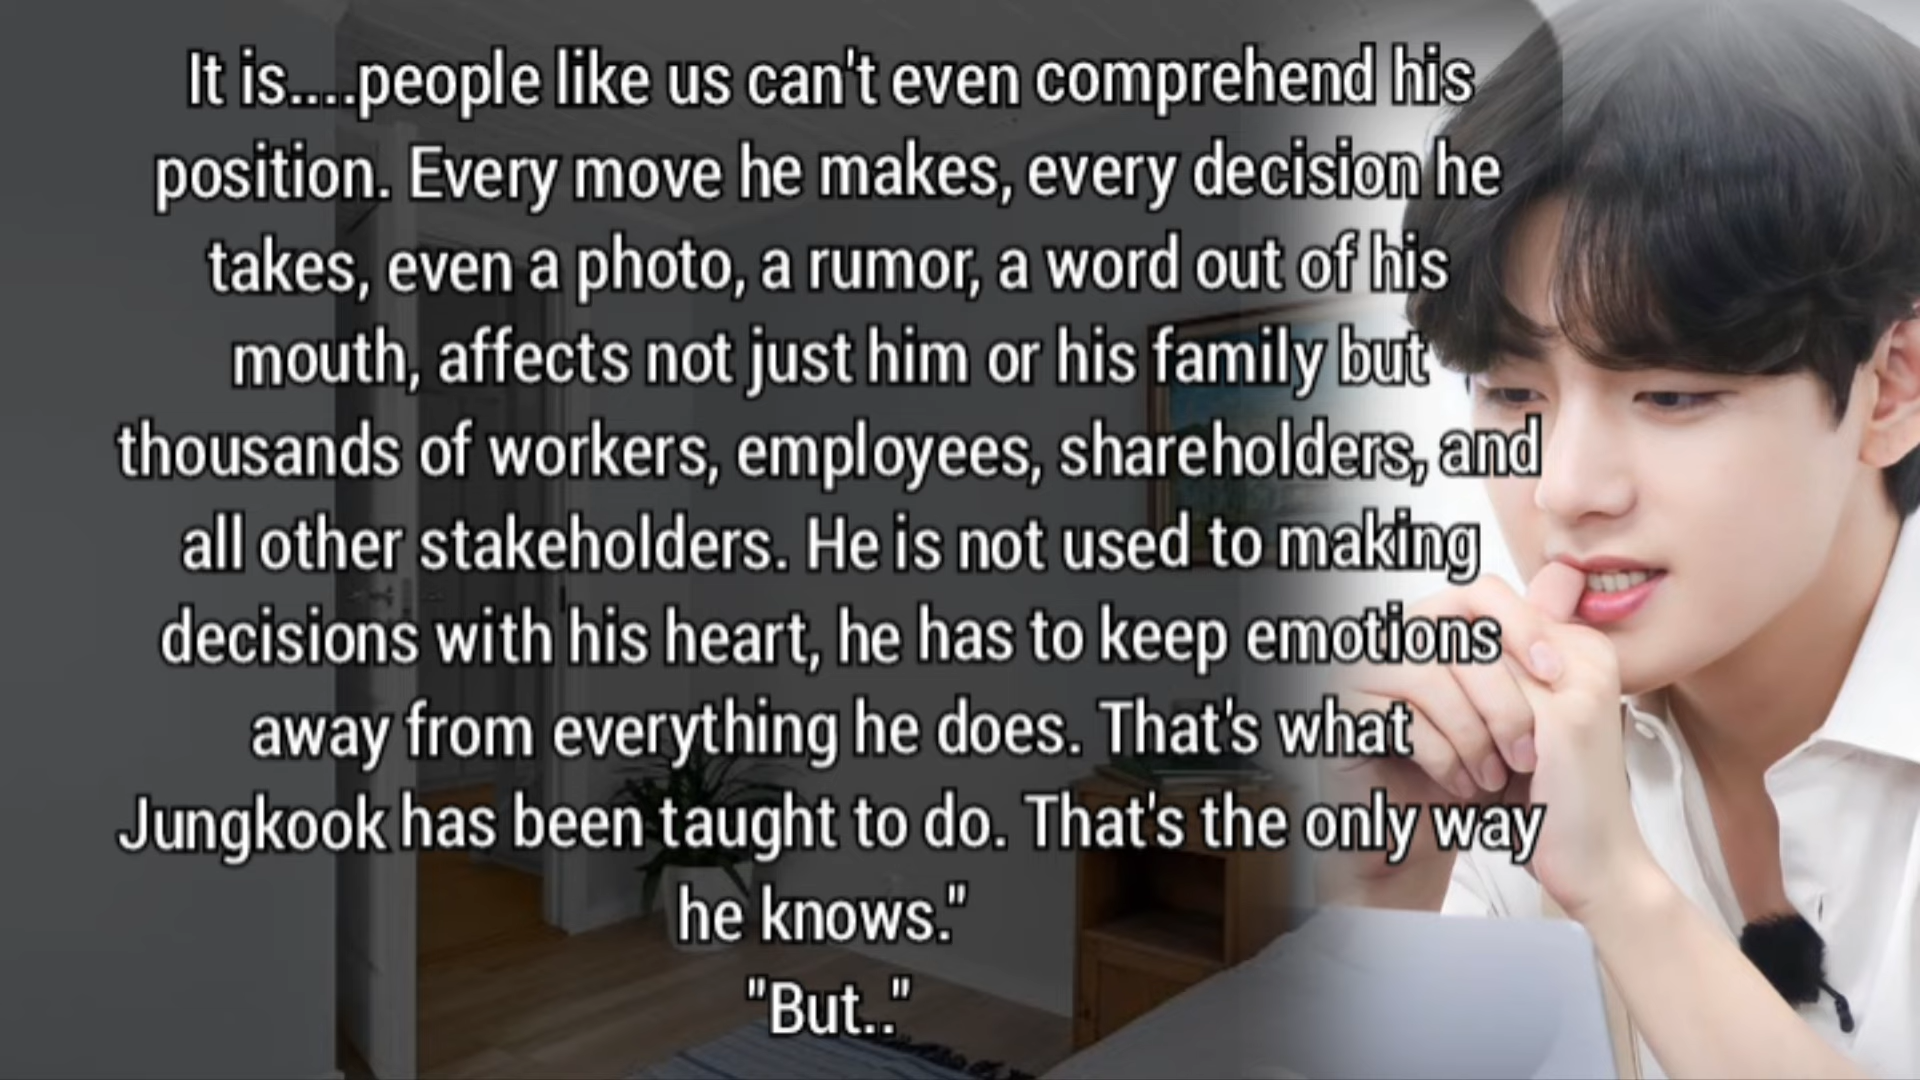 It is....people like us can't even comprehend his
position. Every move he makes, every decision he
takes, even a photo, a rumor, a word out of his
mouth, affects not just him or his family but
thousands of workers, employees, shareholders, and
all other stakeholders. He is not used to making
decisions with his heart, he has to keep emotions
away from everything he does. That's what
Jungkook has been taught to do. That's the only way
he knows."
"But.."